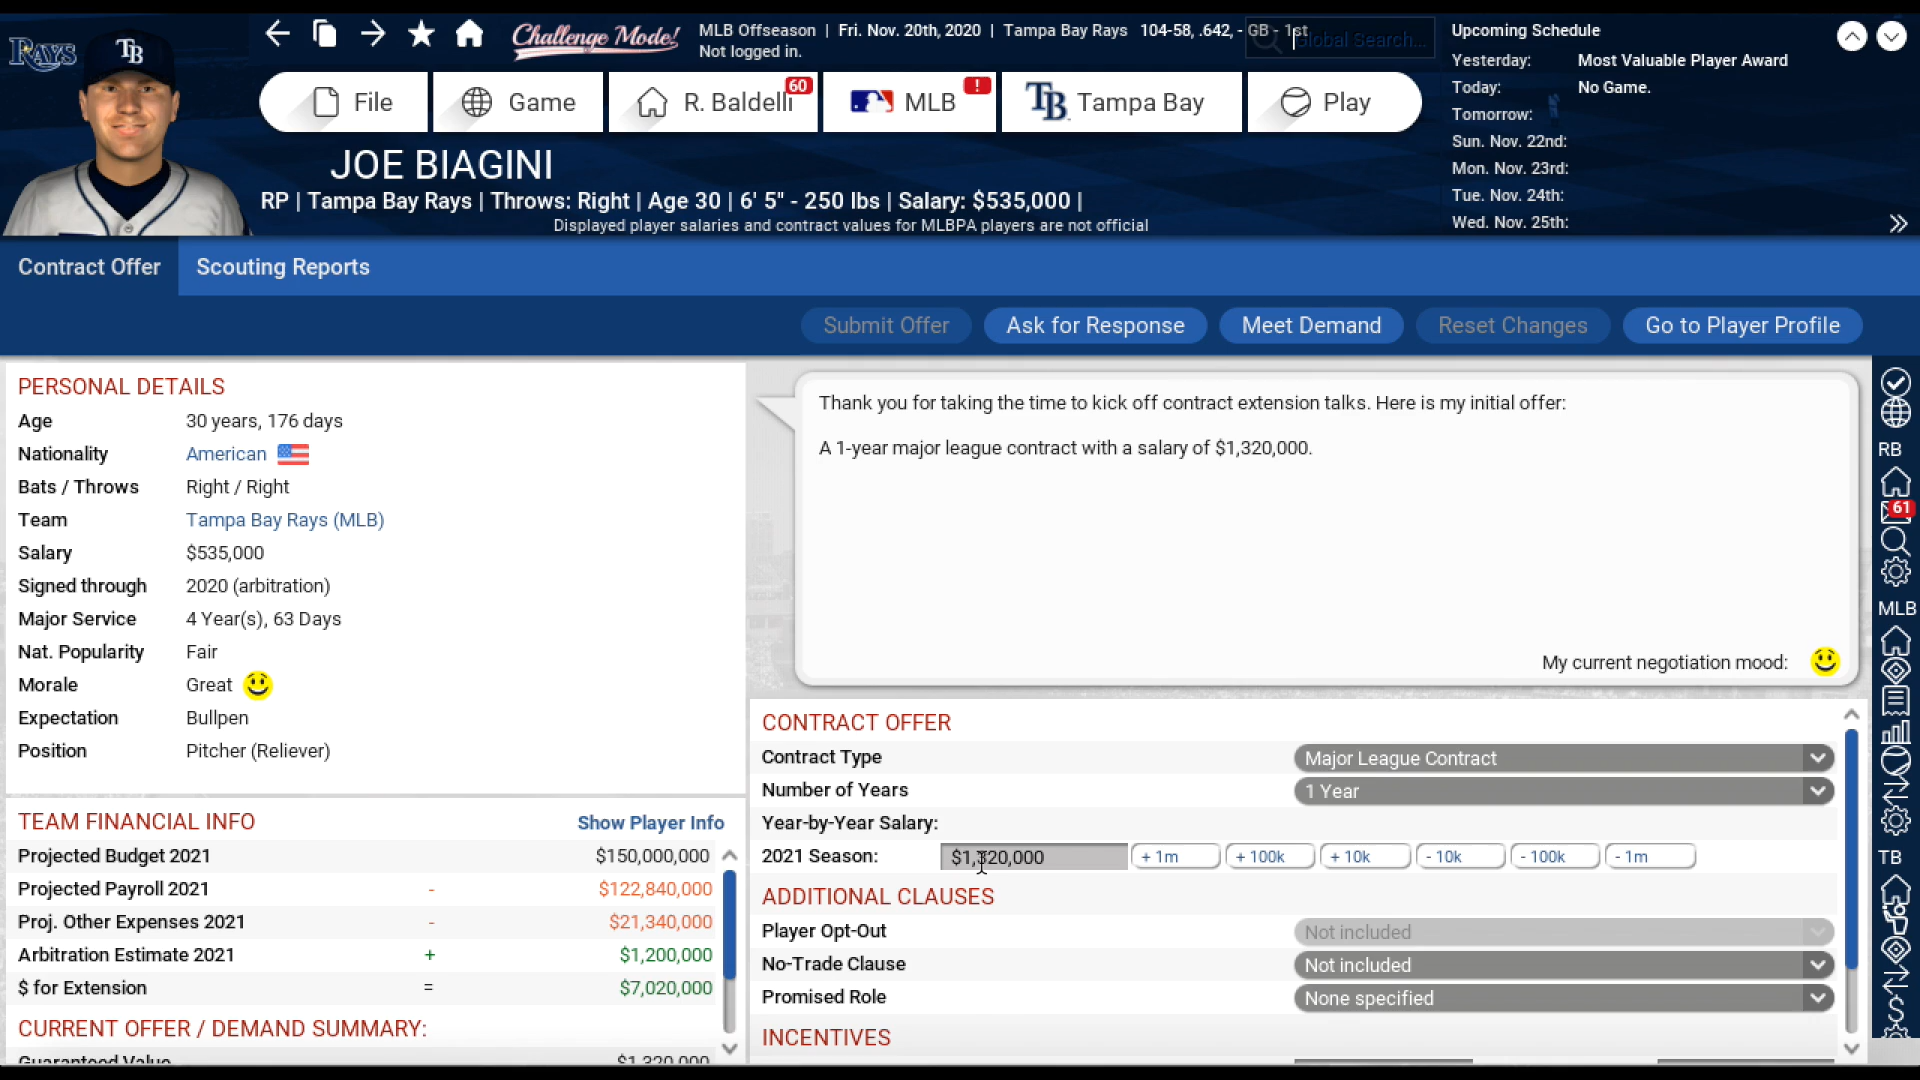 RAYS
TB
Challenge Mode!
MLB Offseason | Fri. Nov. 20th, 2020 | Tampa Bay Rays 104-58, .642, - GB - 1st
Not logged in.
Global Search...
File
Game
R. Baldelli
60
MLB
!
TB Tampa Bay
Play
Upcoming Schedule
Yesterday: Most Valuable Player Award
Today: No Game.
Tomorrow:
Sun. Nov. 22nd:
Mon. Nov. 23rd:
Tue. Nov. 24th:
Wed. Nov. 25th:
JOE BIAGINI
RP | Tampa Bay Rays | Throws: Right | Age 30 | 6' 5" - 250 lbs | Salary: $535,000 |
Displayed player salaries and contract values for MLBPA players are not official
Contract Offer
Scouting Reports
Submit Offer
Ask for Response
Meet Demand
Reset Changes
Go to Player Profile
PERSONAL DETAILS
Age 30 years, 176 days
Nationality American
Bats / Throws Right / Right
Team Tampa Bay Rays (MLB)
Salary $535,000
Signed through 2020 (arbitration)
Major Service 4 Year(s), 63 Days
Nat. Popularity Fair
Morale Great
Expectation Bullpen
Position Pitcher (Reliever)
TEAM FINANCIAL INFO Show Player Info
Projected Budget 2021 $150,000,000
Projected Payroll 2021 - $122,840,000
Proj. Other Expenses 2021 - $21,340,000
Arbitration Estimate 2021 + $1,200,000
$ for Extension = $7,020,000
CURRENT OFFER / DEMAND SUMMARY:
Guaranteed Value $1,320,000
Thank you for taking the time to kick off contract extension talks. Here is my initial offer:
A 1-year major league contract with a salary of $1,320,000.
My current negotiation mood:
CONTRACT OFFER
Contract Type Major League Contract
Number of Years 1 Year
Year-by-Year Salary:
2021 Season: $1,320,000 + 1m + 100k + 10k - 10k - 100k - 1m
ADDITIONAL CLAUSES
Player Opt-Out Not included
No-Trade Clause Not included
Promised Role None specified
INCENTIVES
RB
61
MLB
TB